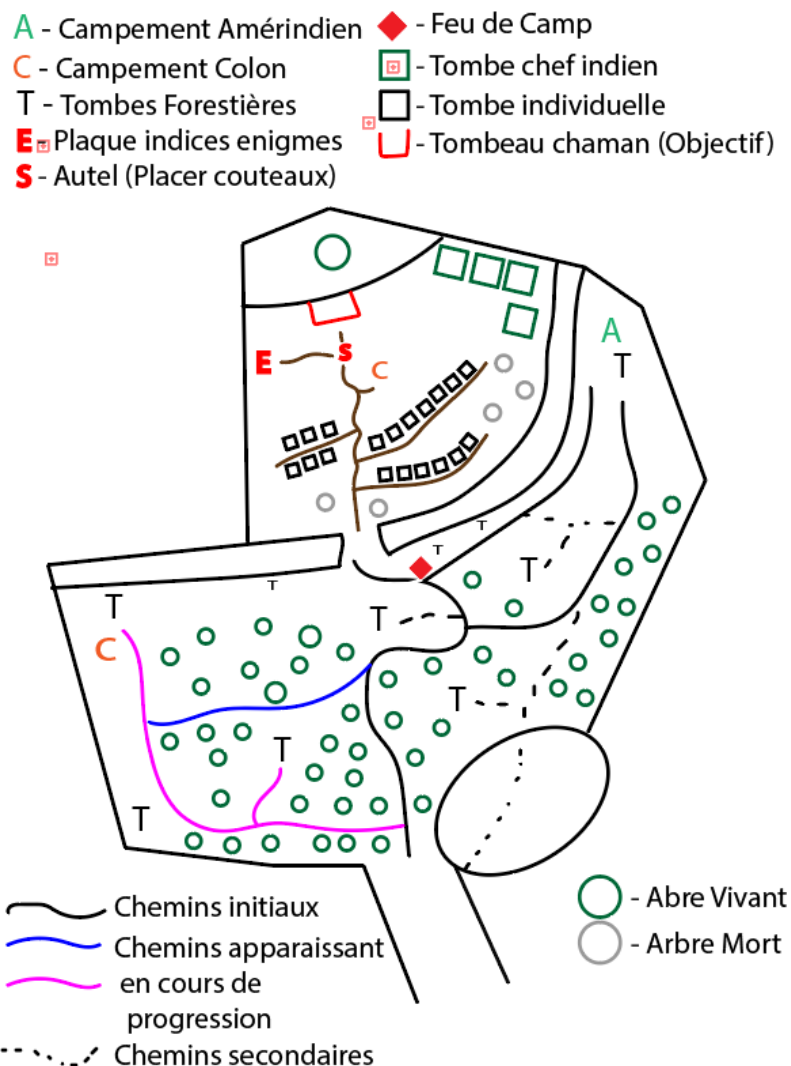 A - Campement Amérindien
C - Campement Colon
T - Tombes Forestières
E - Plaque indices enigmes
S - Autel (Placer couteaux)
- Feu de Camp
- Tombe chef indien
- Tombe individuelle
- Tombeau chaman (Objectif)
A
T
E
S
C
T
T
T
T
T
T
C
T
T
T
T
Chemins initiaux
Chemins apparaissant
en cours de
progression
Chemins secondaires
- Abre Vivant
- Arbre Mort